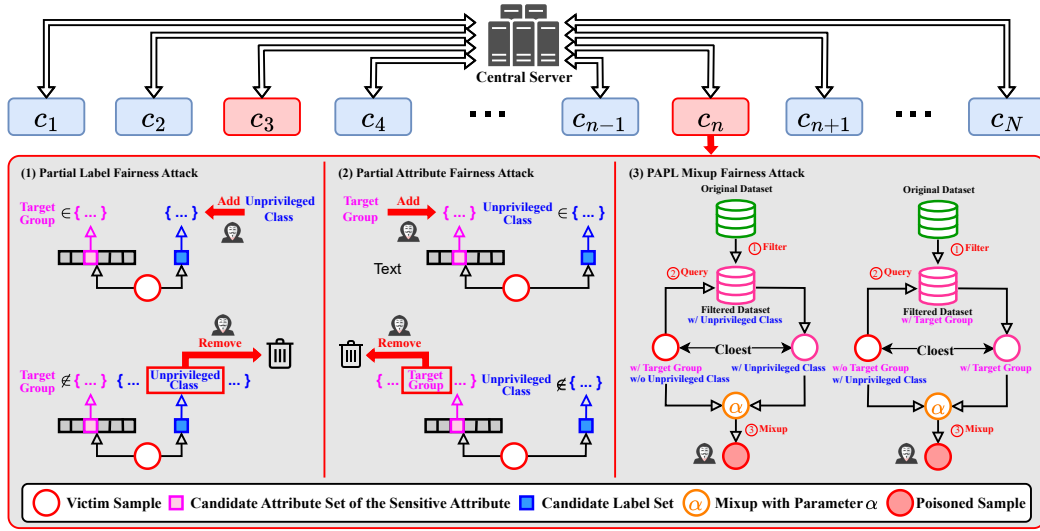 Central Server
c1
c2
c3
c4
...
cn−1
cn
cn+1
...
cN
(1) Partial Label Fairness Attack
Target Group ∈ { ... }
{ ... }
Add
Unprivileged Class
Remove
Target Group ∉ { ... }
{ ... Unprivileged Class ... }
(2) Partial Attribute Fairness Attack
Target Group
Add
{ ... }
Unprivileged Class ∈ { ... }
Text
Remove
{ ... Target Group ... }
Unprivileged Class ∉ { ... }
(3) PAPL Mixup Fairness Attack
Original Dataset
① Filter
② Query
Filtered Dataset
w/ Unprivileged Class
Cloest
w/ Target Group
w/o Unprivileged Class
w/ Unprivileged Class
α
③ Mixup
Original Dataset
① Filter
② Query
Filtered Dataset
w/ Target Group
Cloest
w/o Target Group
w/ Unprivileged Class
w/ Target Group
α
③ Mixup
Victim Sample
Candidate Attribute Set of the Sensitive Attribute
Candidate Label Set
α Mixup with Parameter α
Poisoned Sample